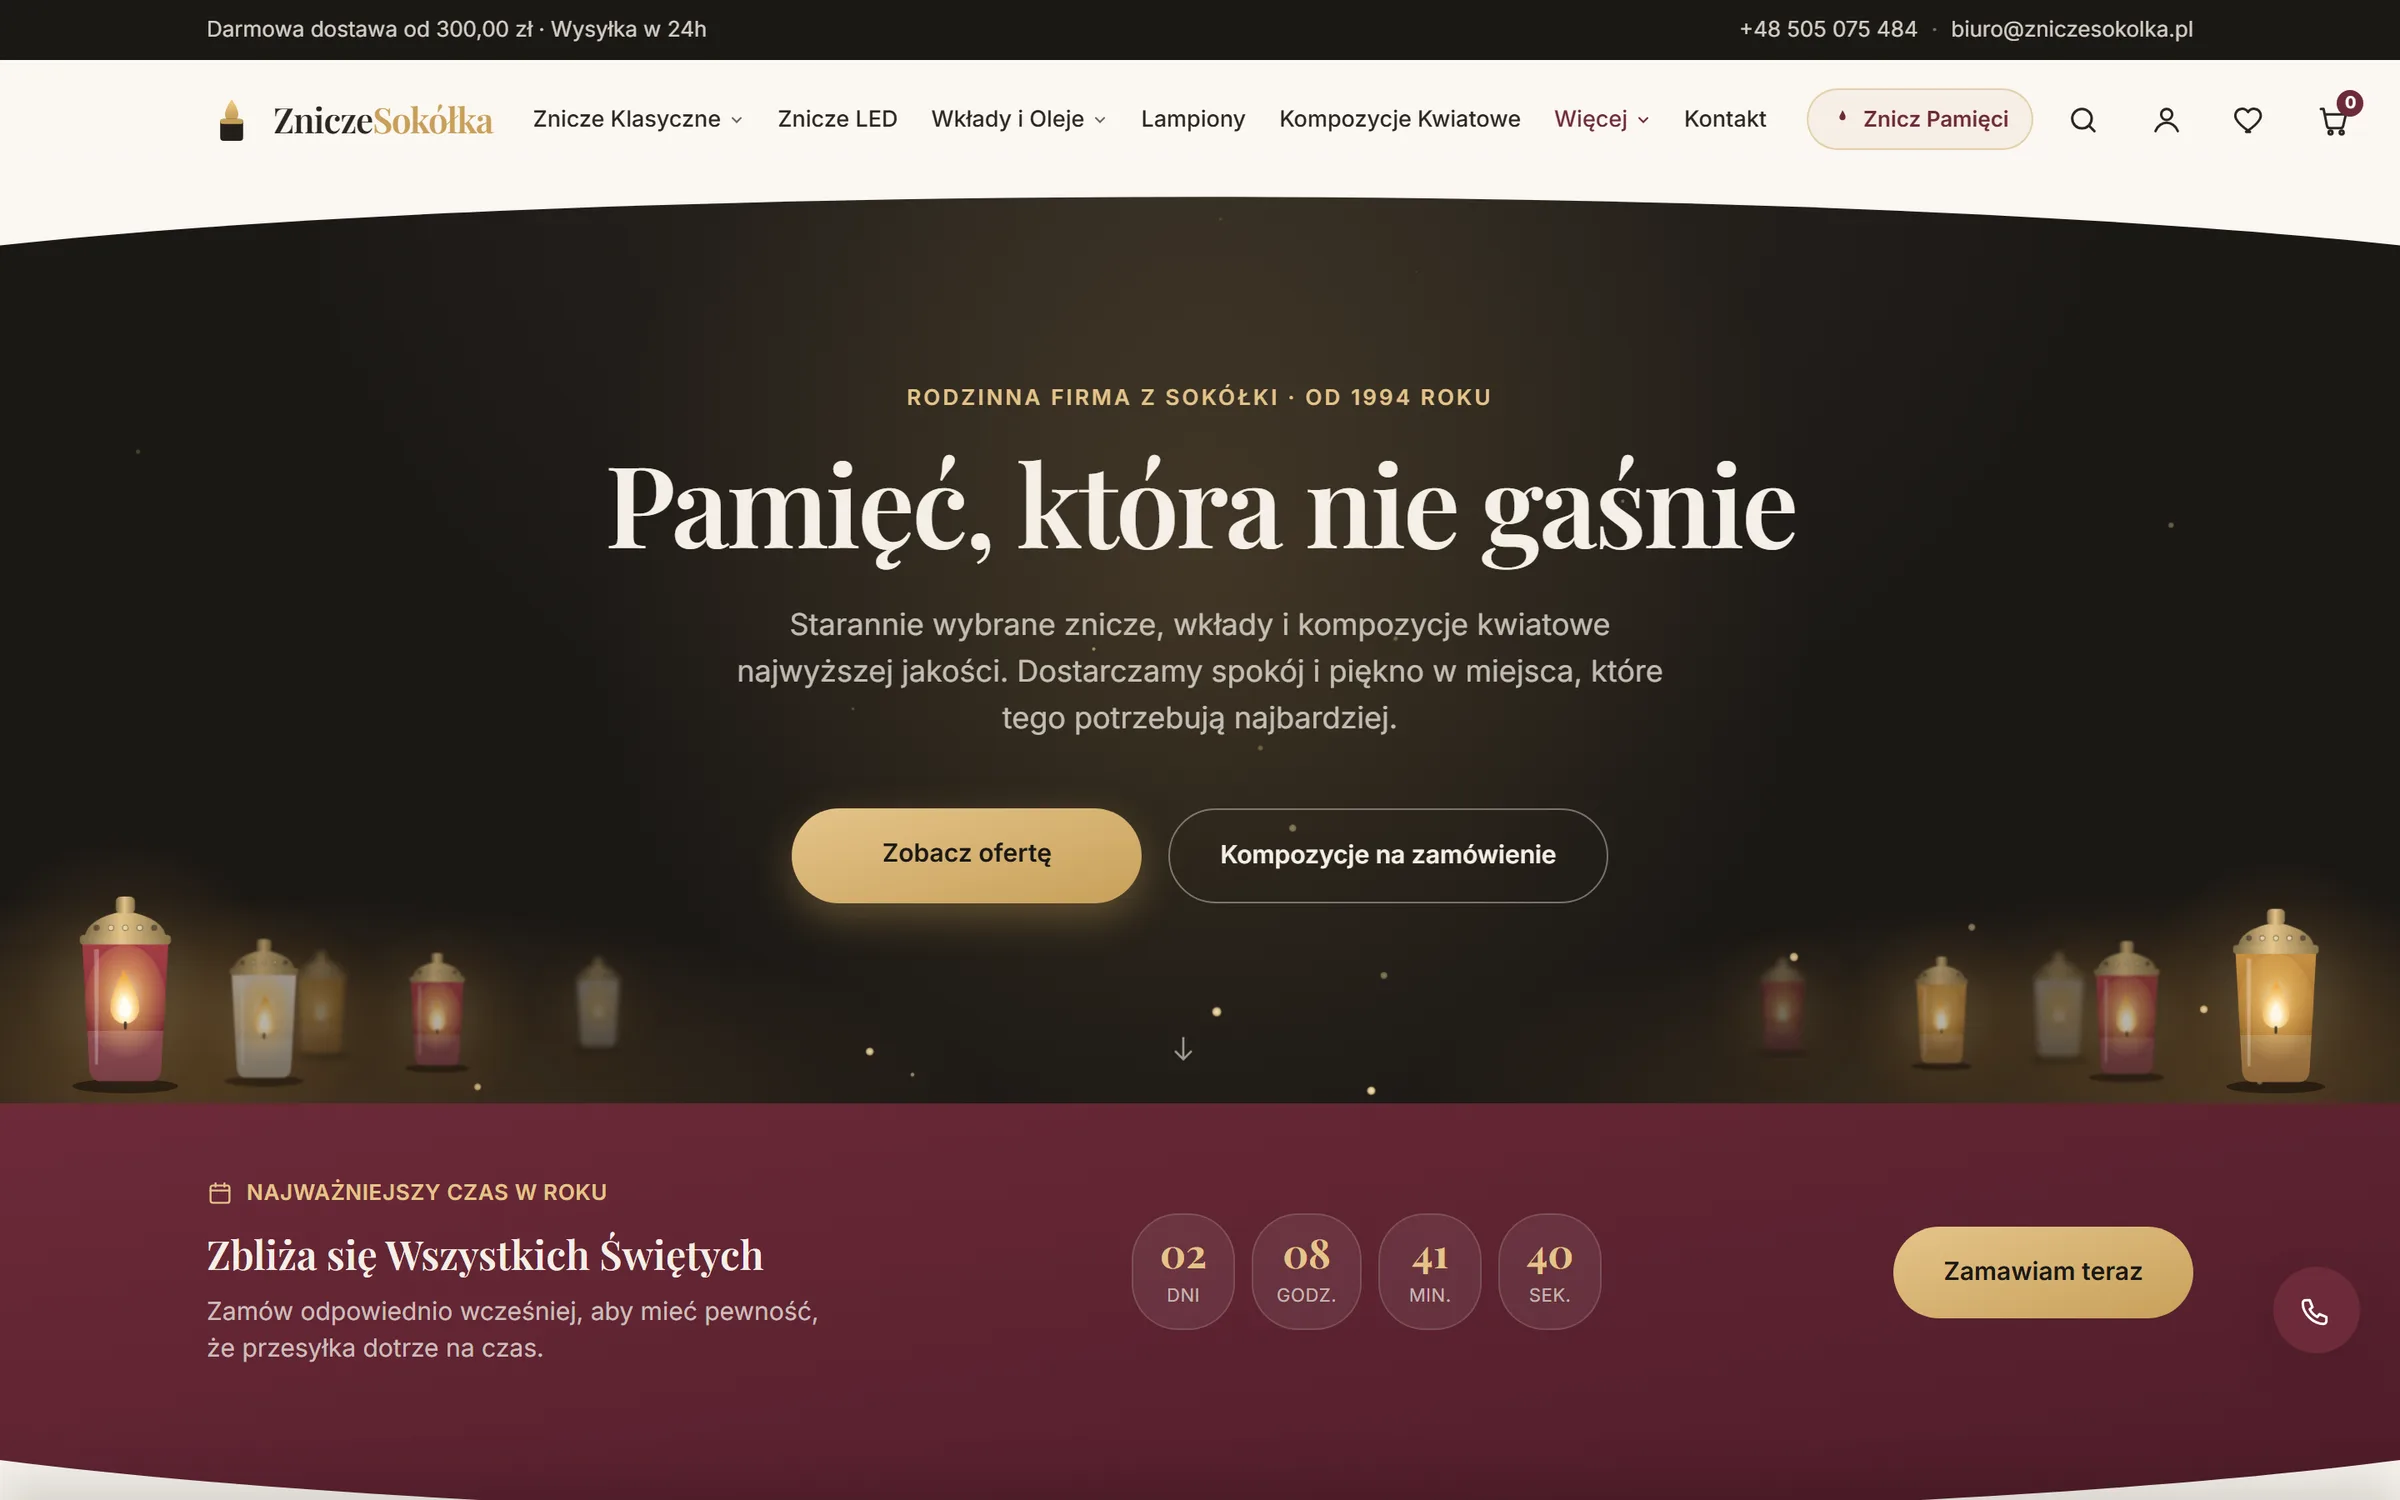 Darmowa dostawa od 300,00 zł · Wysyłka w 24h
+48 505 075 484 · biuro@zniczesokolka.pl
ZniczeSokółka
Znicze Klasyczne
Znicze LED
Wkłady i Oleje
Lampiony
Kompozycje Kwiatowe
Więcej
Kontakt
Znicz Pamięci
0
RODZINNA FIRMA Z SOKÓŁKI · OD 1994 ROKU
Pamięć, która nie gaśnie
Starannie wybrane znicze, wkłady i kompozycje kwiatowe
najwyższej jakości. Dostarczamy spokój i piękno w miejsca, które
tego potrzebują najbardziej.
Zobacz ofertę
Kompozycje na zamówienie
NAJWAŻNIEJSZY CZAS W ROKU
Zbliża się Wszystkich Świętych
Zamów odpowiednio wcześniej, aby mieć pewność,
że przesyłka dotrze na czas.
02 DNI
08 GODZ.
41 MIN.
40 SEK.
Zamawiam teraz